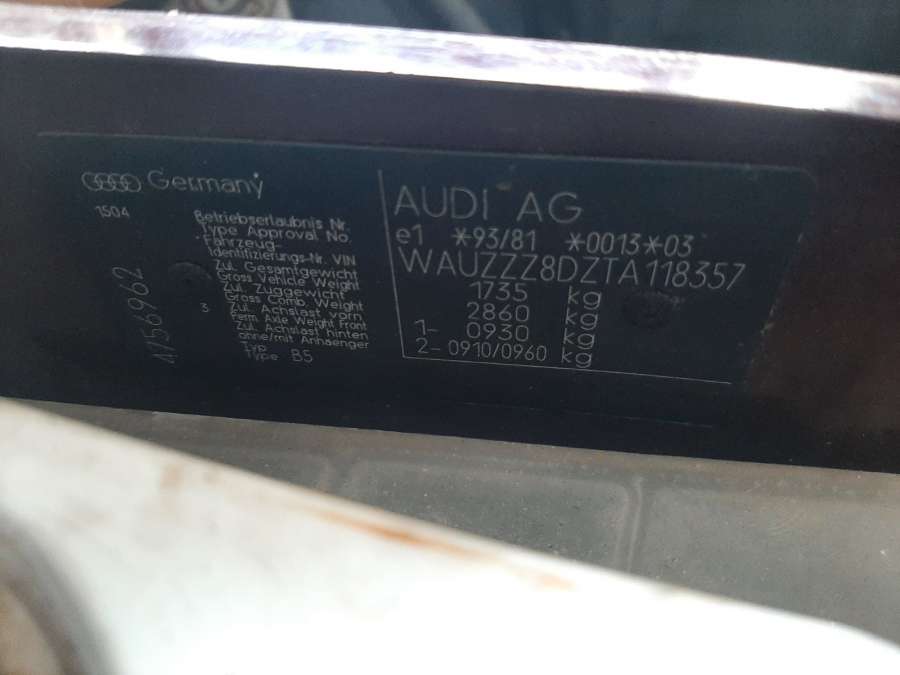 Germany
1504
Betriebserlaubnis Nr.
Type Approval No.
Fahrzeug-
Identifizierungs-Nr. VIN
Zul. Gesamtgewicht
Gross Vehicle Weight
Zul. Zuggewicht
Gross Comb. Weight
Zul. Achslast vorn
Perm Axle Weight Front
Zul. Achslast hinten
ohne/mit Anhaenger
Typ
Type B5
3
4Z56962
AUDI AG
e1 *93/81 *0013*03
WAUZZZ8DZTA118357
1735 kg
2860 kg
1- 0930 kg
2- 0910/0960 kg